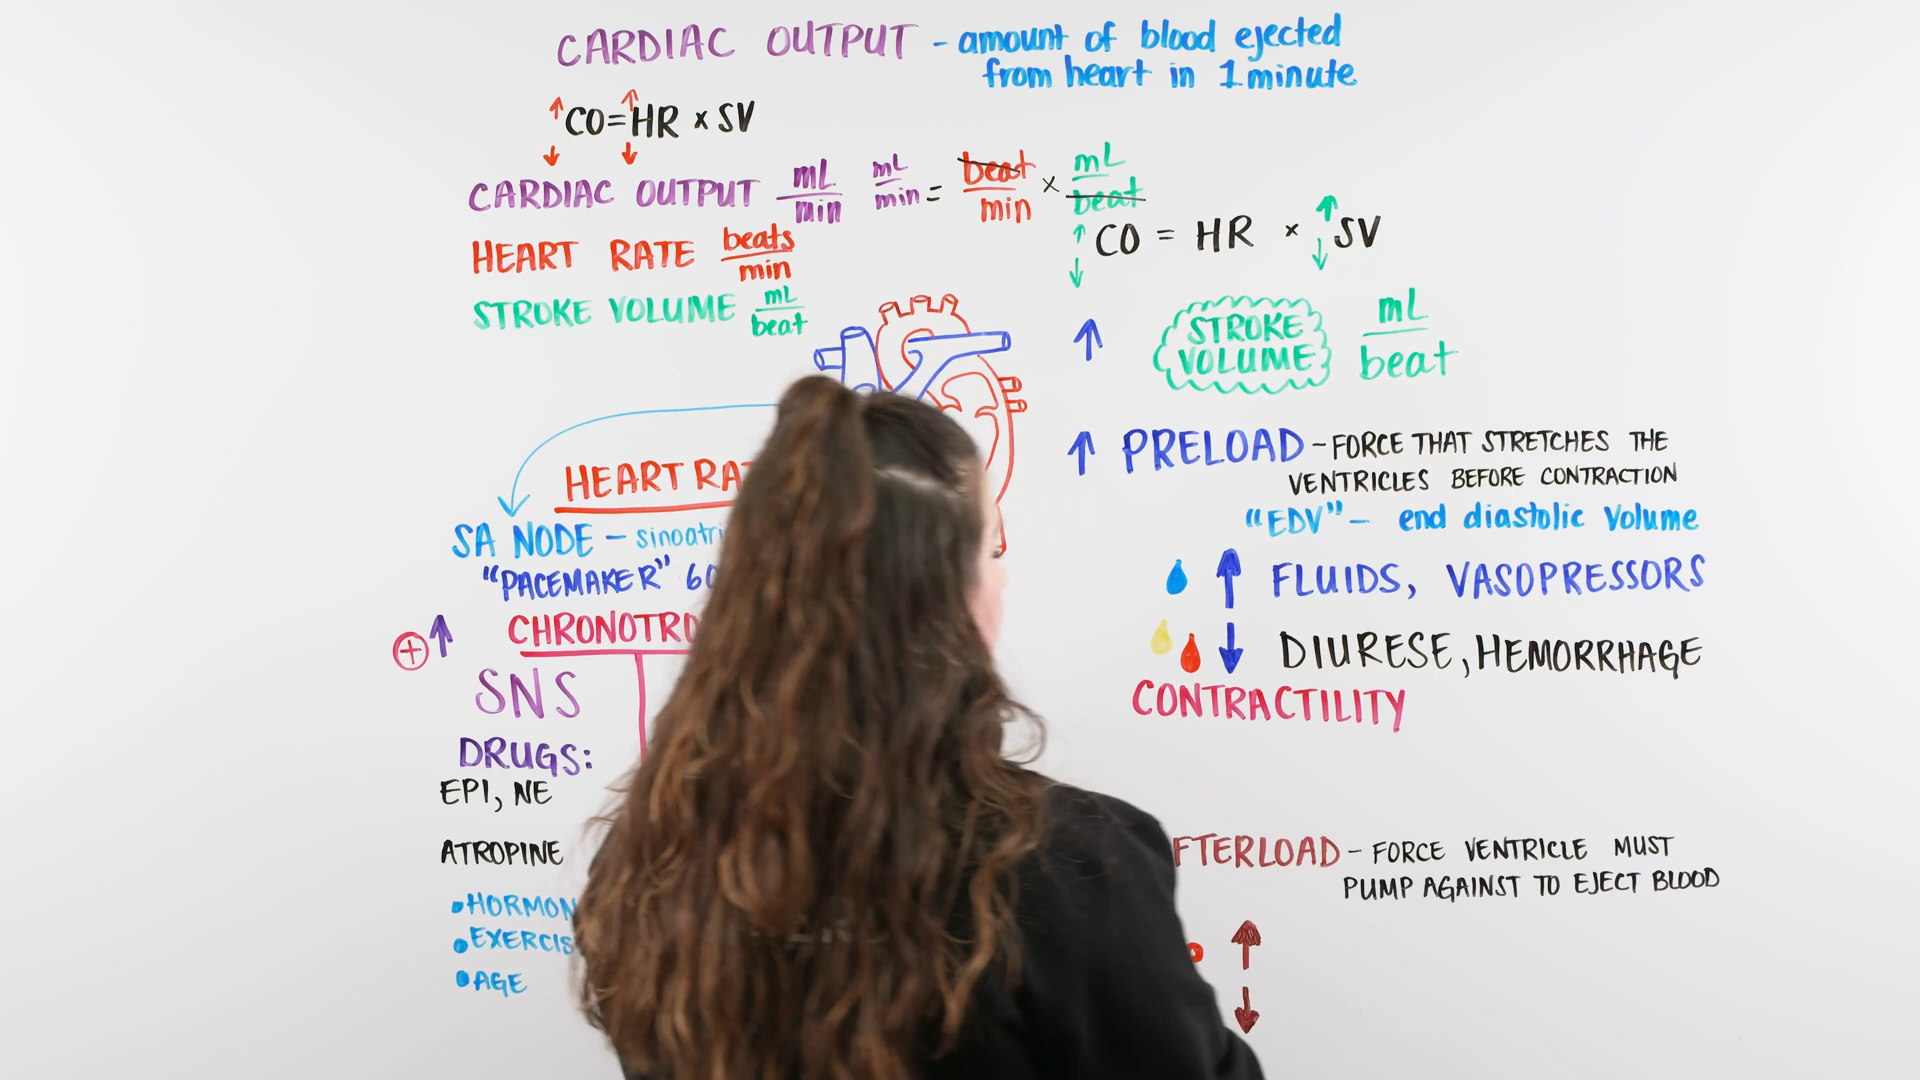 CARDIAC OUTPUT - amount of blood ejected
from heart in 1 minute
↑CO=↑HR x SV
↓ ↓
CARDIAC OUTPUT mL/min mL/min = beat/min x mL/beat
HEART RATE beats/min
STROKE VOLUME mL/beat
↑ CO = HR x ↑ SV
↓ ↓
↑ STROKE VOLUME mL/beat
HEART RA
SA NODE - sinoatri
"PACEMAKER" 60
+ ↑ CHRONOTRO
SNS
DRUGS:
EPI, NE
ATROPINE
•HORMON
•EXERCIS
•AGE
↑ PRELOAD - FORCE THAT STRETCHES THE
VENTRICLES BEFORE CONTRACTION
"EDV" - end diastolic Volume
↑ FLUIDS, VASOPRESSORS
↓ DIURESE, HEMORRHAGE
CONTRACTILITY
FTERLOAD - FORCE VENTRICLE MUST
PUMP AGAINST TO EJECT BLOOD
↑
↓